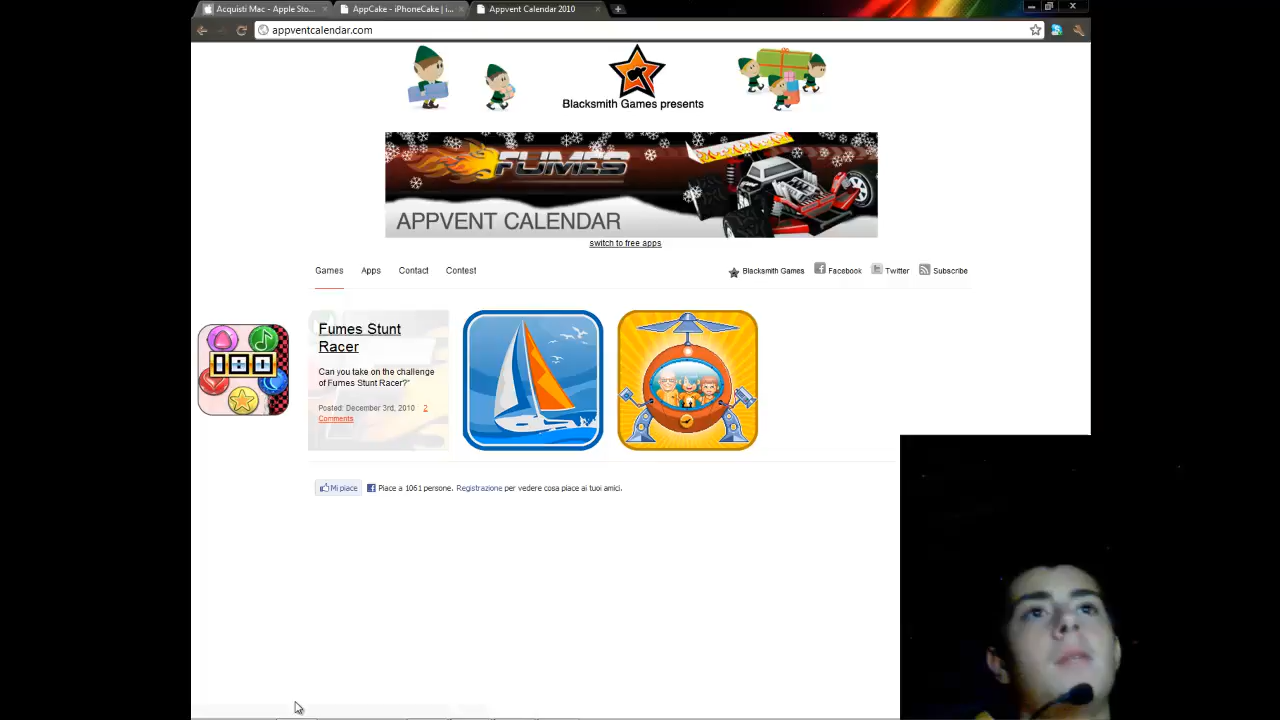 Acquisti Mac - Apple Sto...
AppCake - iPhoneCake | i...
Appvent Calendar 2010
appventcalendar.com
Blacksmith Games presents
FUMES
APPVENT CALENDAR
switch to free apps
Games Apps Contact Contest Blacksmith Games Facebook Twitter Subscribe
Fumes Stunt
Racer
Can you take on the challenge
of Fumes Stunt Racer?"
Posted: December 3rd, 2010 2
Comments
Mi piace Piace a 1061 persone. Registrazione per vedere cosa piace ai tuoi amici.